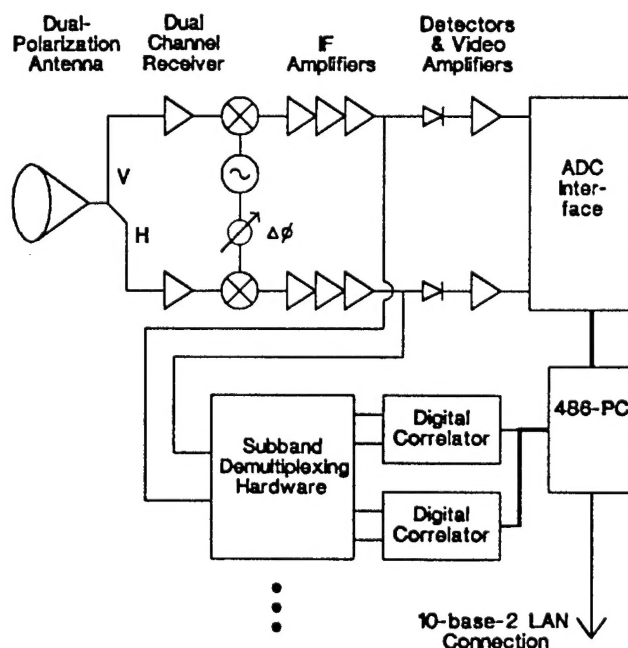 Dual-
Polarization
Antenna
Dual
Channel
Receiver
IF
Amplifiers
Detectors
& Video
Amplifiers
V
H
Δϕ
ADC
Inter-
face
486-PC
Subband
Demultiplexing
Hardware
Digital
Correlator
Digital
Correlator
10-base-2 LAN
Connection